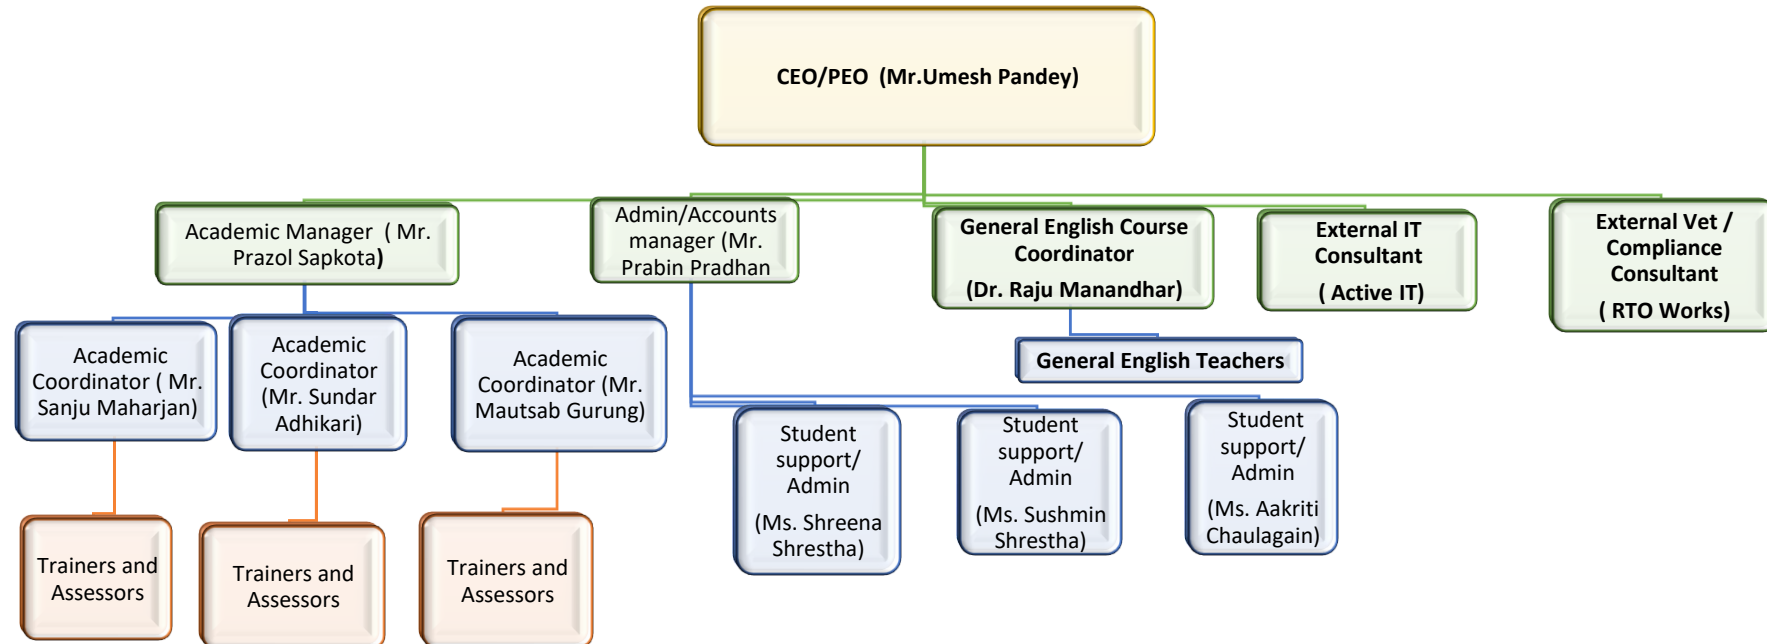 CEO/PEO (Mr.Umesh Pandey)
Academic Manager ( Mr.
Prazol Sapkota)
Admin/Accounts
manager (Mr.
Prabin Pradhan
General English Course
Coordinator
(Dr. Raju Manandhar)
External IT
Consultant
( Active IT)
External Vet /
Compliance
Consultant
( RTO Works)
Academic
Coordinator ( Mr.
Sanju Maharjan)
Academic
Coordinator
(Mr. Sundar
Adhikari)
Academic
Coordinator (Mr.
Mautsab Gurung)
General English Teachers
Student
support/
Admin
(Ms. Shreena
Shrestha)
Student
support/
Admin
(Ms. Sushmin
Shrestha)
Student
support/
Admin
(Ms. Aakriti
Chaulagain)
Trainers and
Assessors
Trainers and
Assessors
Trainers and
Assessors